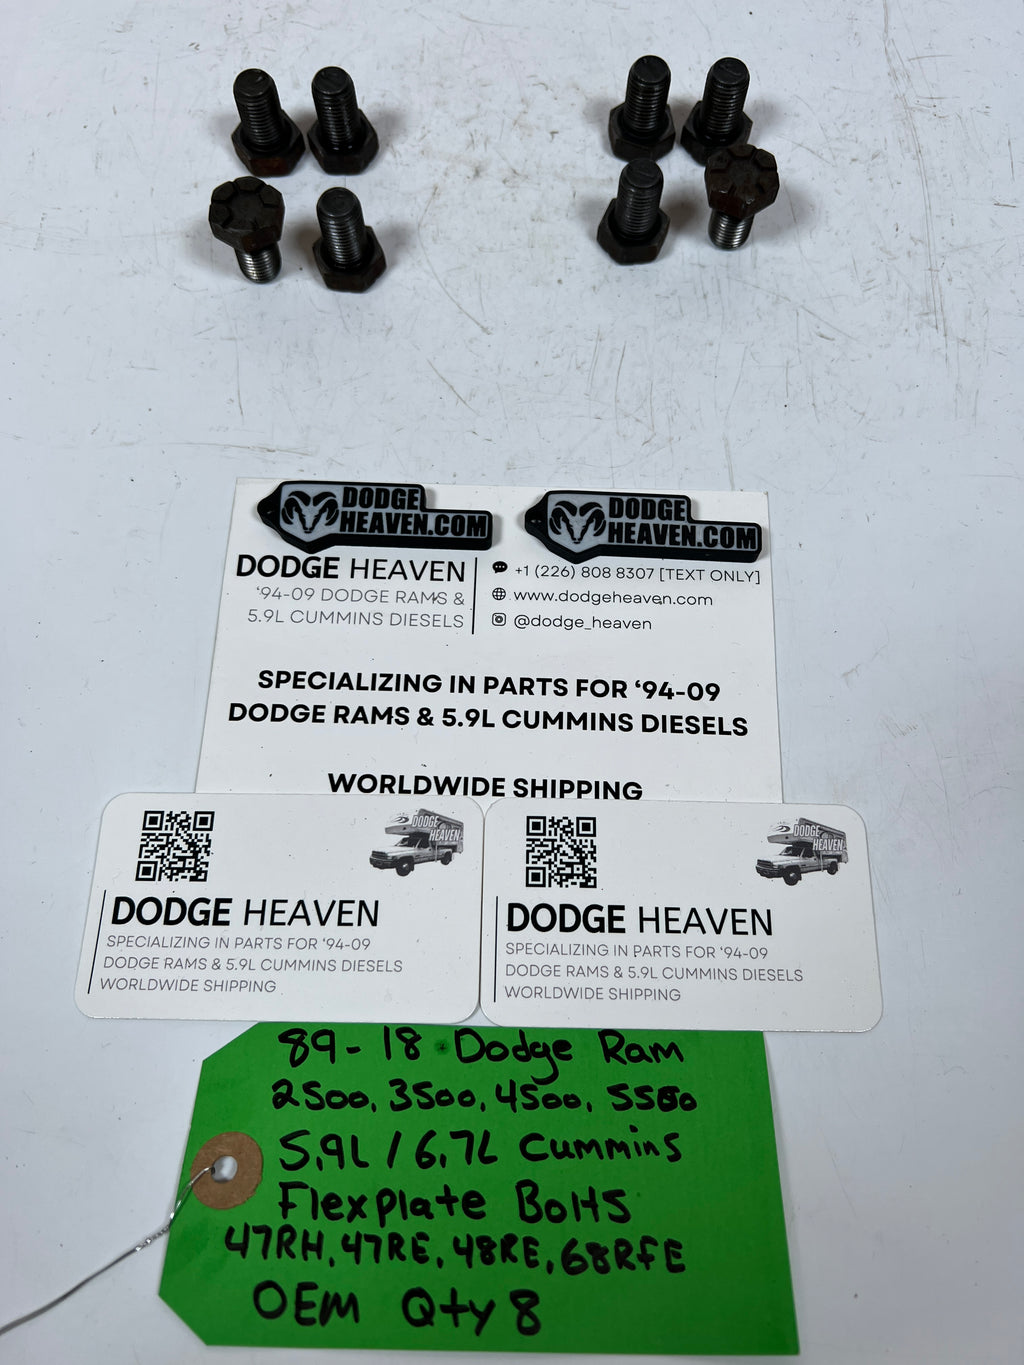 DODGE
HEAVEN.COM
DODGE
HEAVEN.COM
DODGE HEAVEN
'94-09 DODGE RAMS &
5.9L CUMMINS DIESELS
+1 (226) 808 8307 [TEXT ONLY]
www.dodgeheaven.com
@dodge_heaven
SPECIALIZING IN PARTS FOR '94-09
DODGE RAMS & 5.9L CUMMINS DIESELS
WORLDWIDE SHIPPING
DODGE
HEAVEN
DODGE HEAVEN
SPECIALIZING IN PARTS FOR '94-09
DODGE RAMS & 5.9L CUMMINS DIESELS
WORLDWIDE SHIPPING
DODGE
HEAVEN
DODGE HEAVEN
SPECIALIZING IN PARTS FOR '94-09
DODGE RAMS & 5.9L CUMMINS DIESELS
WORLDWIDE SHIPPING
89-18 Dodge Ram
2500, 3500, 4500, 5500
5.9L / 6.7L Cummins
Flexplate Bolts
47RH, 47RE, 48RE, 68RfE
OEM Qty 8